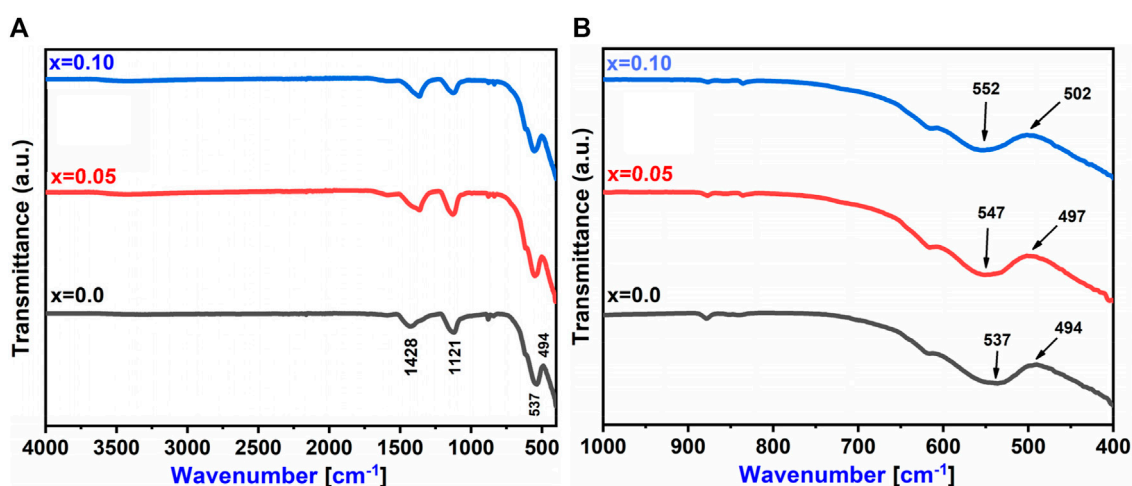 A
x=0.10
x=0.05
x=0.0
1428
1121
537
494
Transmittance (a.u.)
4000 3500 3000 2500 2000 1500 1000 500
Wavenumber [cm⁻¹]
B
x=0.10
552
502
x=0.05
547
497
x=0.0
537
494
Transmittance (a.u.)
1000 900 800 700 600 500 400
Wavenumber [cm⁻¹]